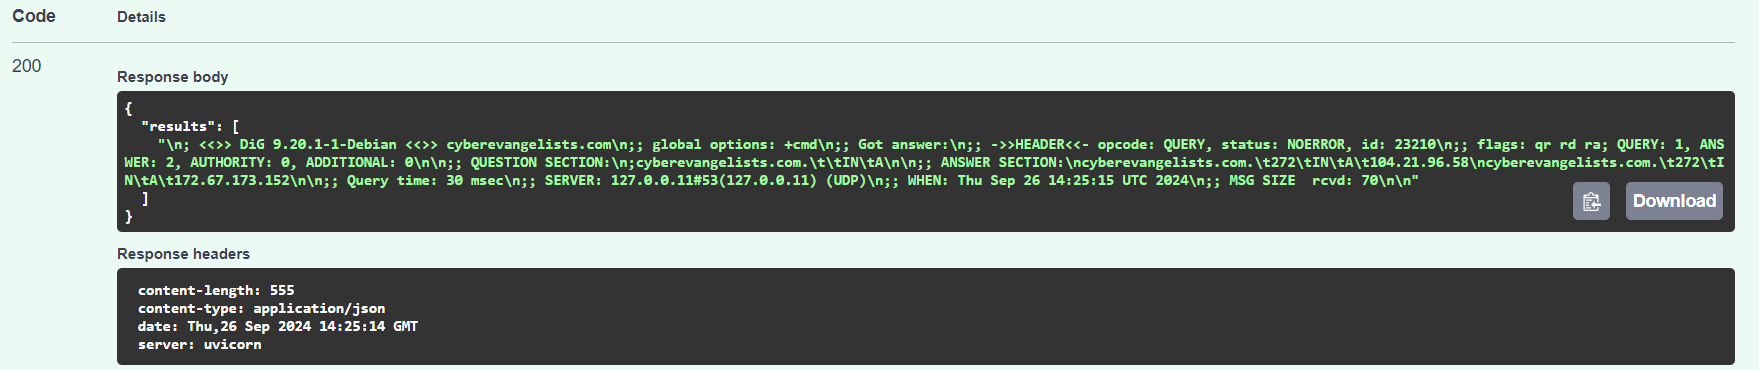 Code Details
200
Response body
{
"results": [
"\n; <<>> DiG 9.20.1-1-Debian <<>> cyberevangelists.com\n;; global options: +cmd\n;; Got answer:\n;; ->>HEADER<<- opcode: QUERY, status: NOERROR, id: 23210\n;; flags: qr rd ra; QUERY: 1, ANS
WER: 2, AUTHORITY: 0, ADDITIONAL: 0\n\n;; QUESTION SECTION:\n;cyberevangelists.com.\t\tIN\tA\n\n;; ANSWER SECTION:\ncyberevangelists.com.\t272\tIN\tA\t104.21.96.58\ncyberevangelists.com.\t272\tI
N\tA\t172.67.173.152\n\n;; Query time: 30 msec\n;; SERVER: 127.0.0.11#53(127.0.0.11) (UDP)\n;; WHEN: Thu Sep 26 14:25:15 UTC 2024\n;; MSG SIZE  rcvd: 70\n\n"
]
}
Download
Response headers
content-length: 555
content-type: application/json
date: Thu,26 Sep 2024 14:25:14 GMT
server: uvicorn